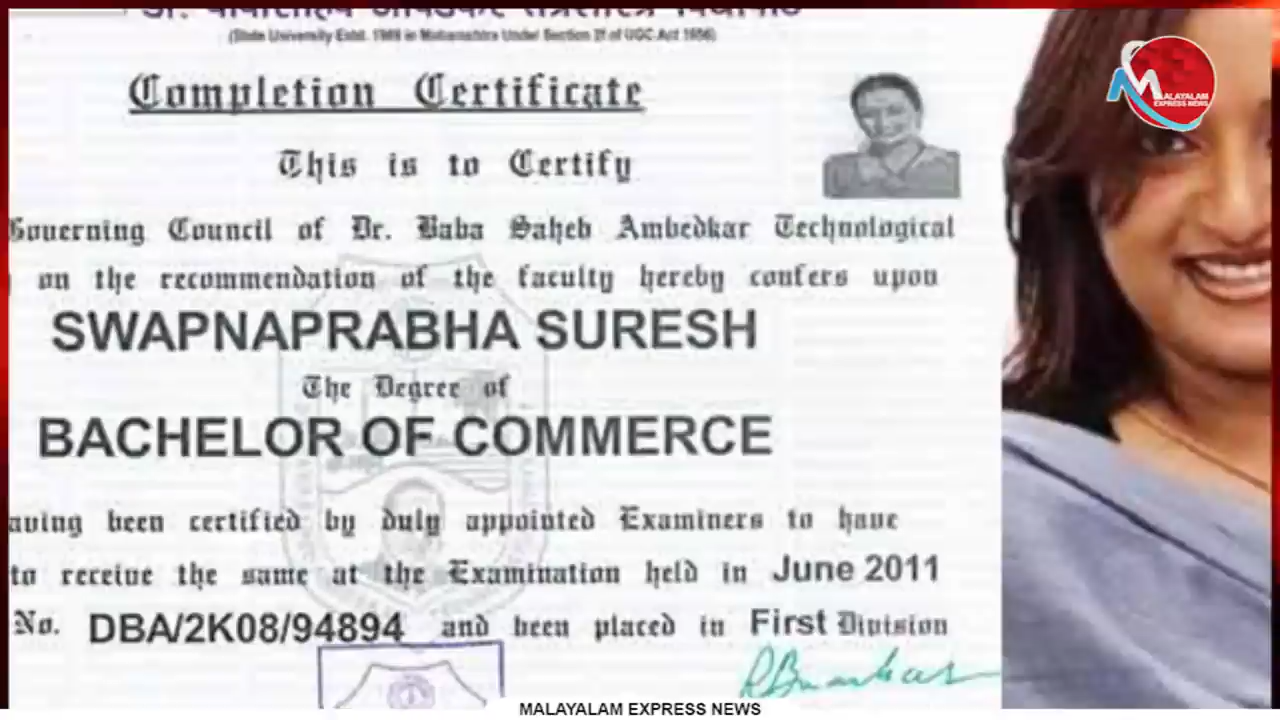 डॉ. बाबासाहेब आंबेडकर तंत्रशास्त्र विद्यापीठ
(State University Estd. 1989 in Maharashtra Under Section 2f of UGC Act 1956)
Completion Certificate
This is to Certify
Governing Council of Dr. Baba Saheb Ambedkar Technological
on the recommendation of the faculty hereby confers upon
SWAPNAPRABHA SURESH
The Degree of
BACHELOR OF COMMERCE
aving been certified by duly appointed Examiners to have
to receive the same at the Examination held in June 2011
No. DBA/2K08/94894 and been placed in First Division
MALAYALAM
EXPRESS NEWS
MALAYALAM EXPRESS NEWS